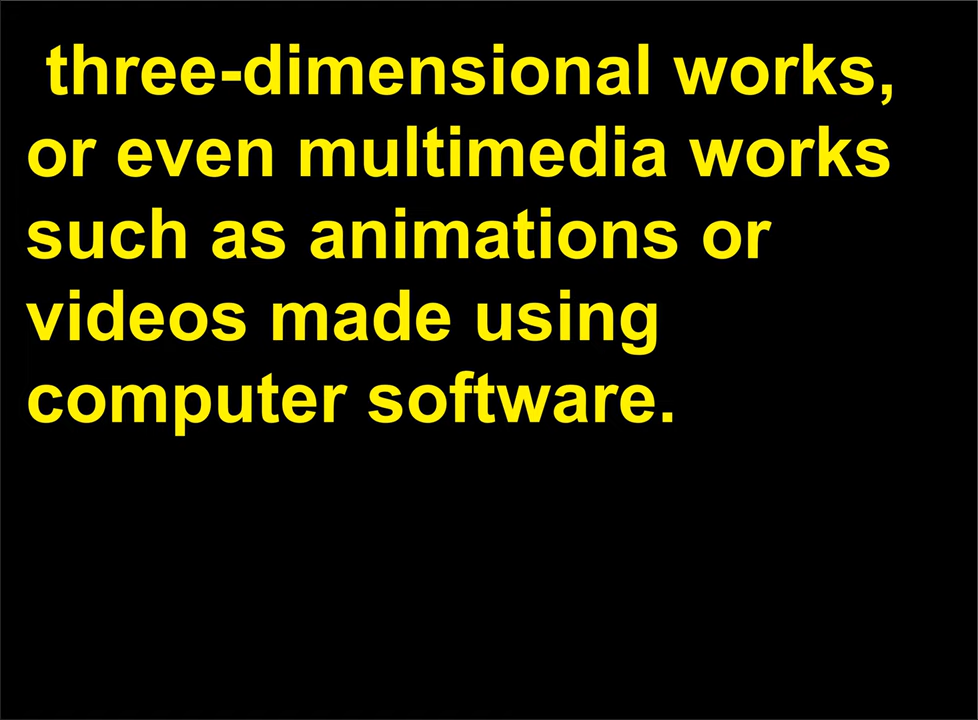 three-dimensional works,
or even multimedia works
such as animations or
videos made using
computer software.